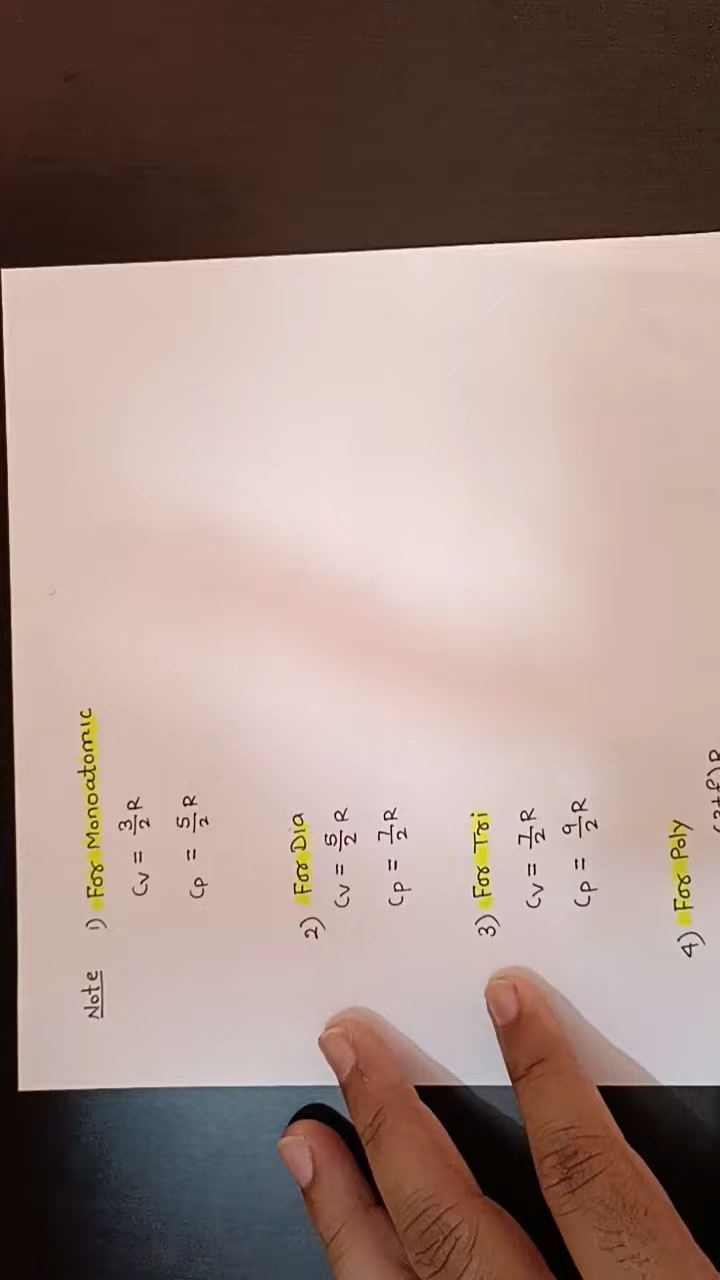 Note 1) For Monoatomic
Cv = 3/2 R
Cp = 5/2 R
2) For Dia
Cv = 5/2 R
Cp = 7/2 R
3) For Tri
Cv = 7/2 R
Cp = 9/2 R
4) For Poly